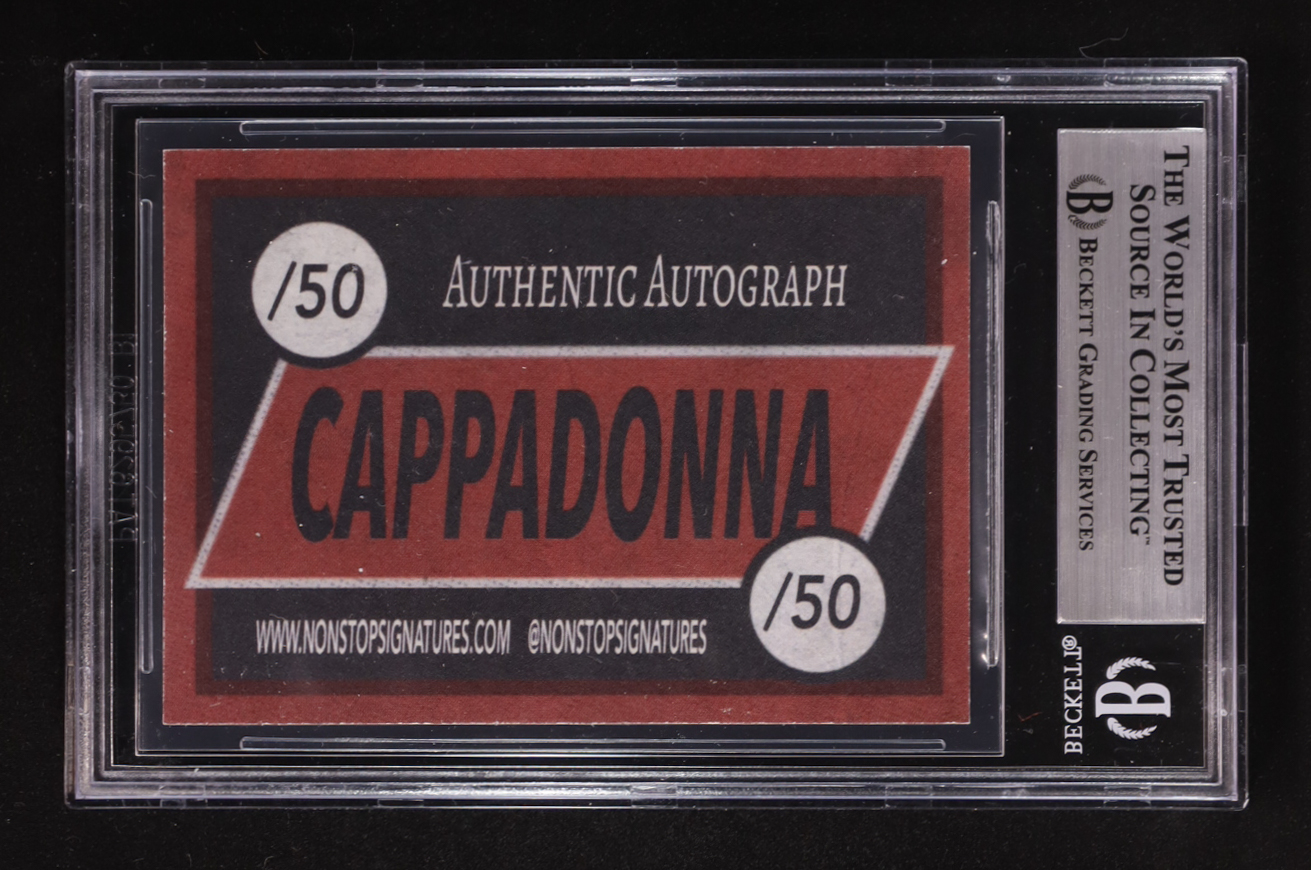 /50
AUTHENTIC AUTOGRAPH
CAPPADONNA
/50
WWW.NONSTOPSIGNATURES.COM @NONSTOPSIGNATURES
THE WORLD'S MOST TRUSTED
SOURCE IN COLLECTING™
B BECKETT GRADING SERVICES
BECKETT®
B